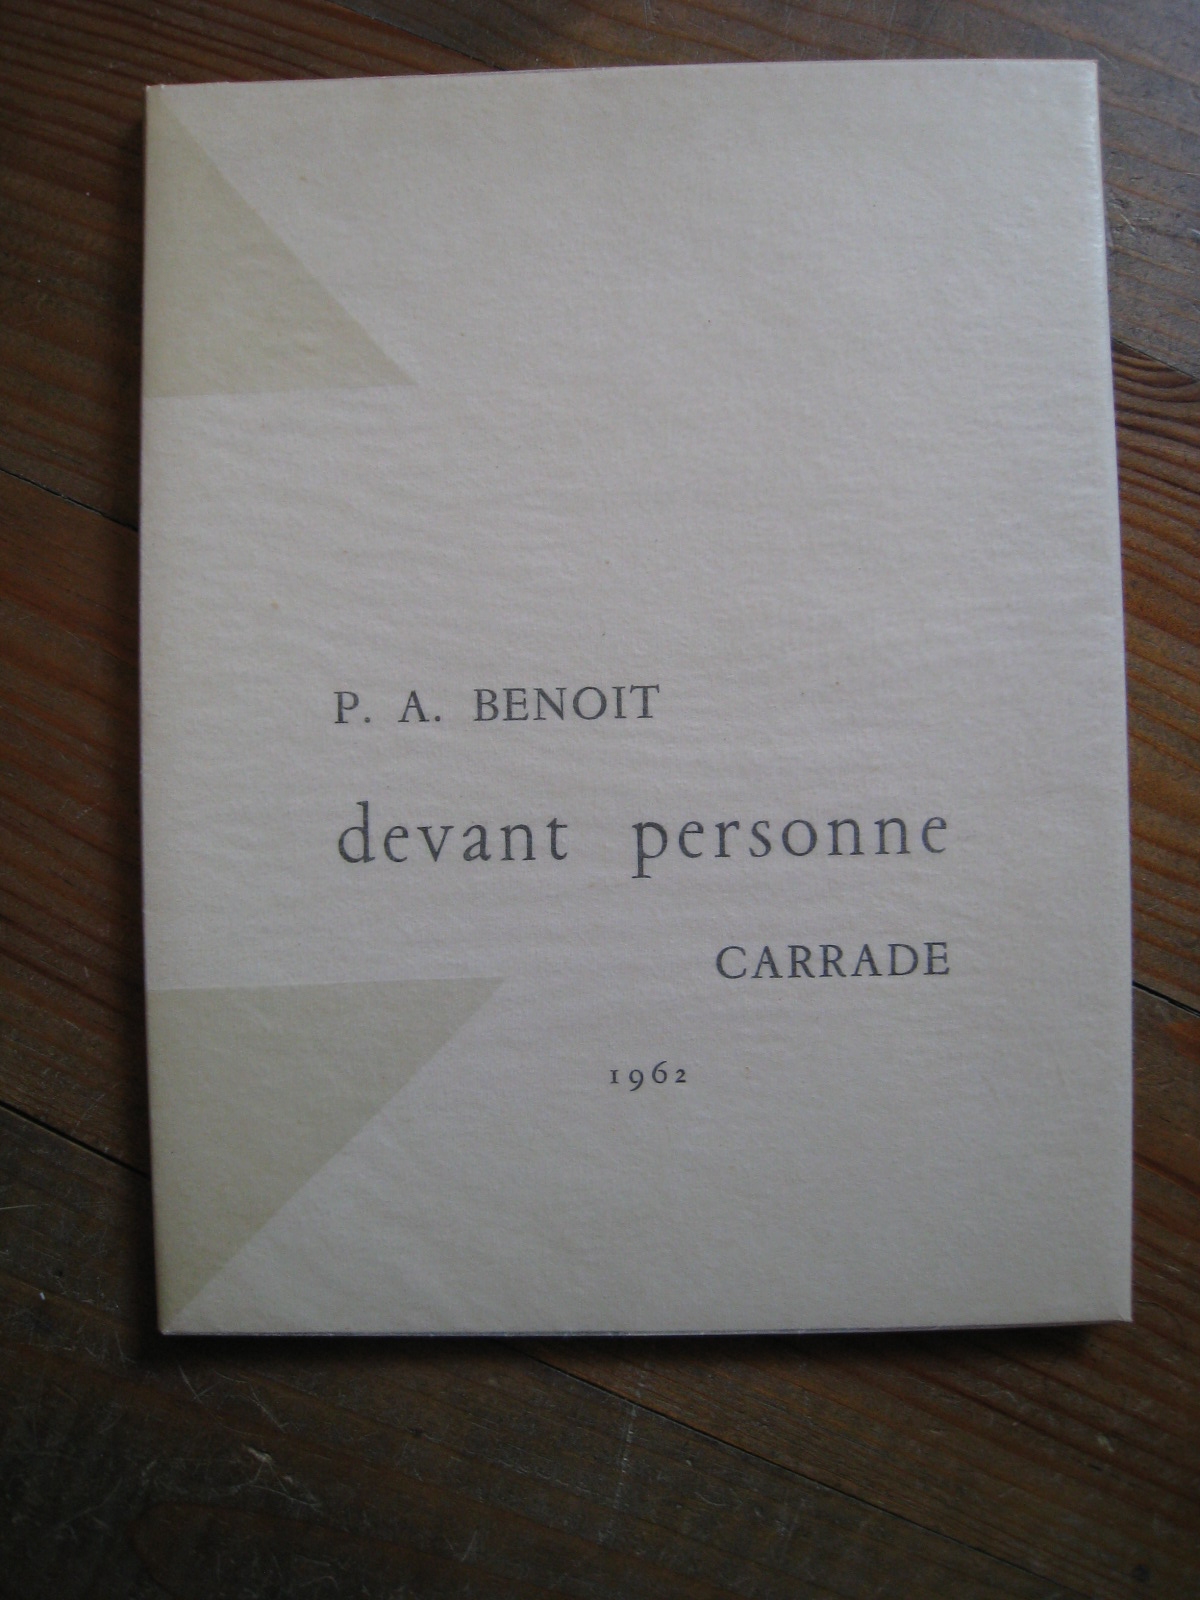 P. A. BENOIT
devant personne
CARRADE
1962